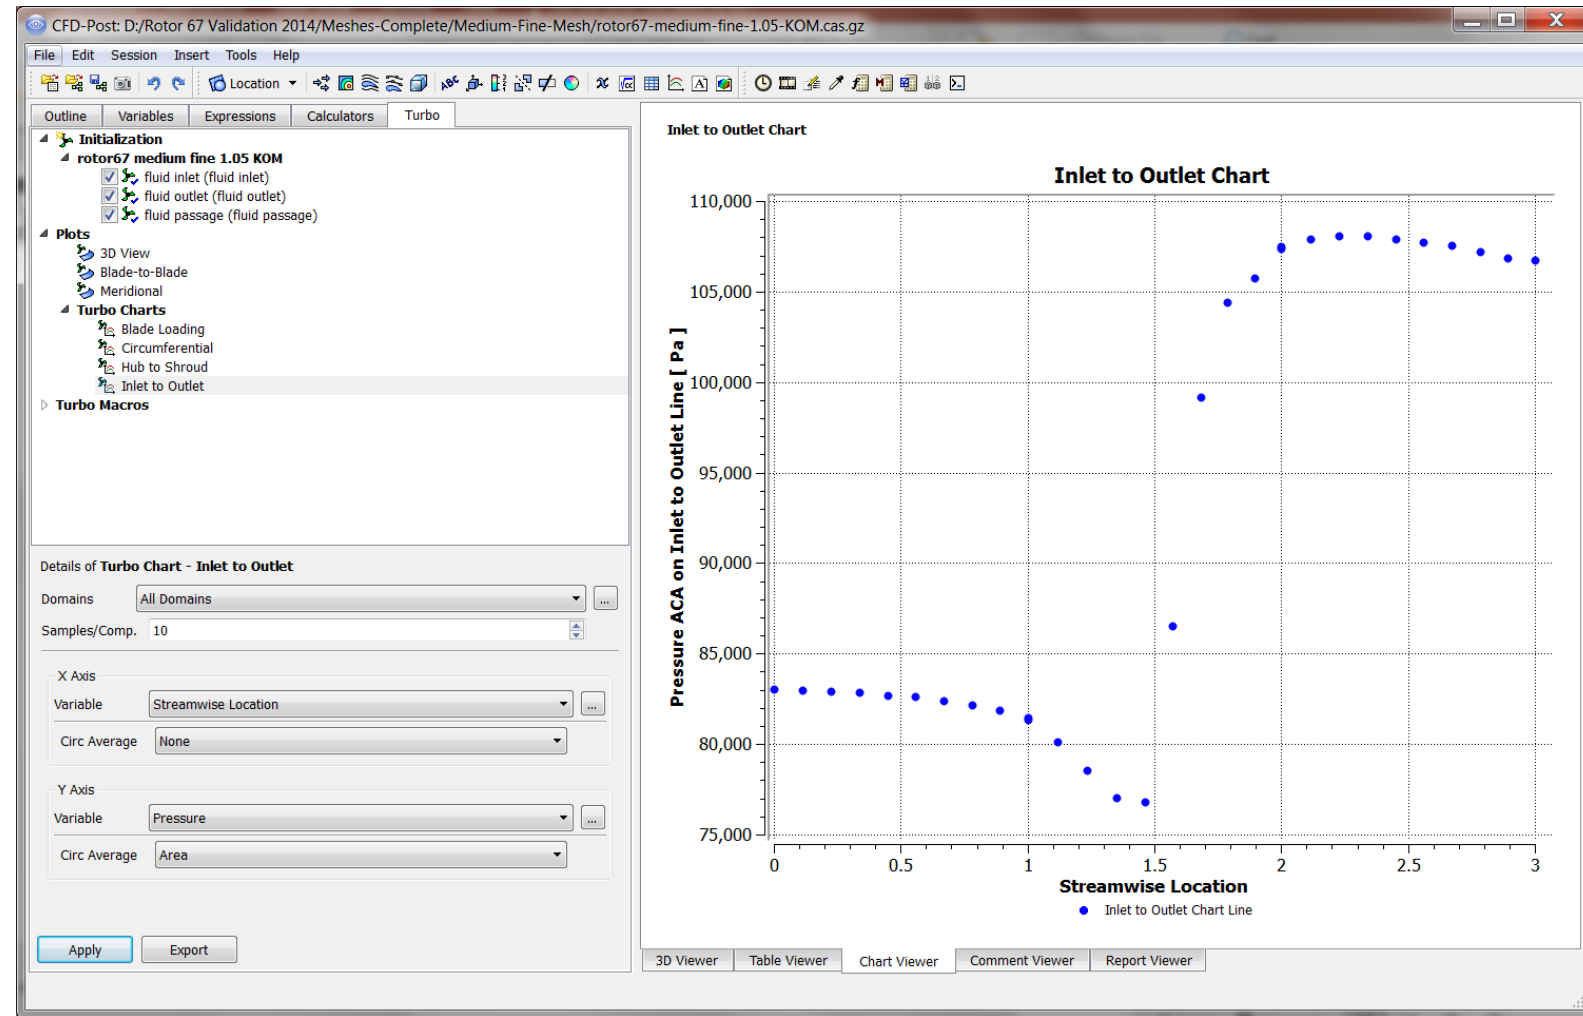 CFD-Post: D:/Rotor 67 Validation 2014/Meshes-Complete/Medium-Fine-Mesh/rotor67-medium-fine-1.05-KOM.cas.gz
File Edit Session Insert Tools Help
Location
Outline Variables Expressions Calculators Turbo
Initialization
rotor67 medium fine 1.05 KOM
fluid inlet (fluid inlet)
fluid outlet (fluid outlet)
fluid passage (fluid passage)
Plots
3D View
Blade-to-Blade
Meridional
Turbo Charts
Blade Loading
Circumferential
Hub to Shroud
Inlet to Outlet
Turbo Macros
Details of Turbo Chart - Inlet to Outlet
Domains All Domains ...
Samples/Comp. 10
X Axis
Variable Streamwise Location ...
Circ Average None
Y Axis
Variable Pressure ...
Circ Average Area
Apply Export
Inlet to Outlet Chart
Inlet to Outlet Chart
Pressure ACA on Inlet to Outlet Line [ Pa ]
110,000
105,000
100,000
95,000
90,000
85,000
80,000
75,000
0 0.5 1 1.5 2 2.5 3
Streamwise Location
Inlet to Outlet Chart Line
3D Viewer Table Viewer Chart Viewer Comment Viewer Report Viewer